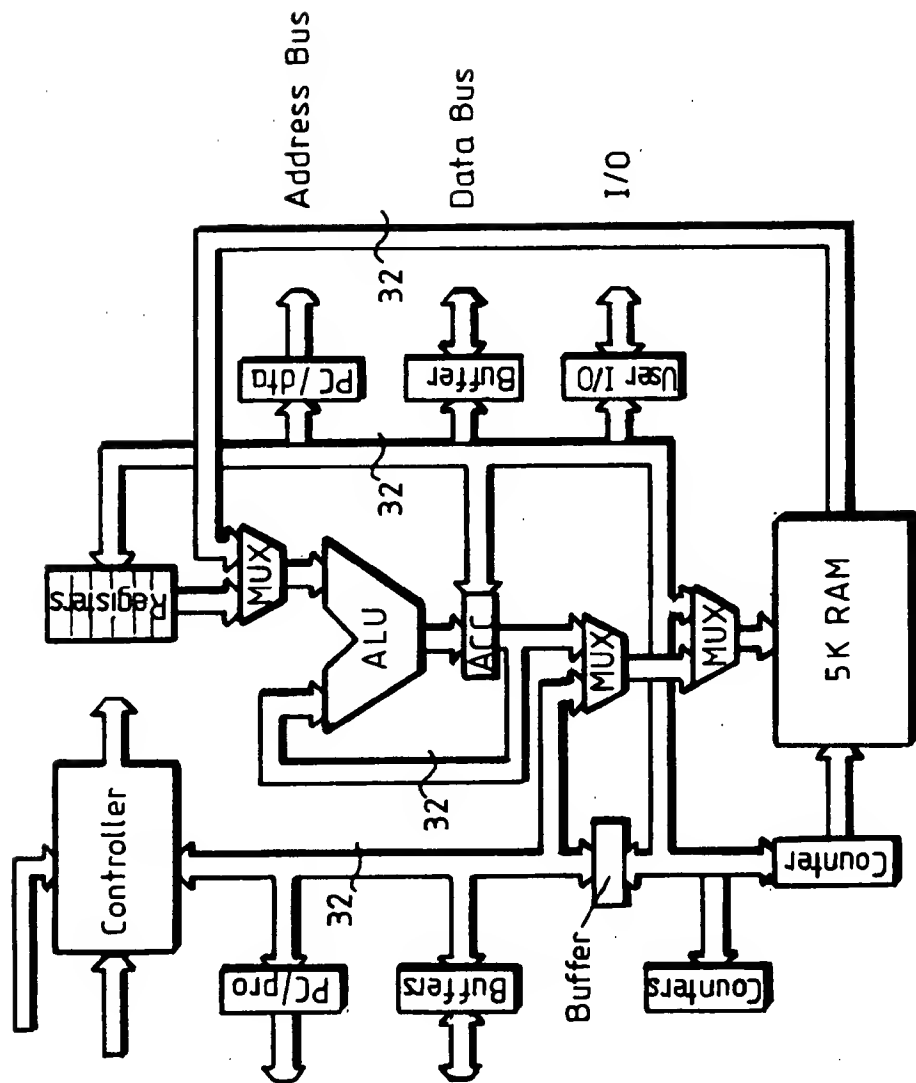 Controller
Registers
MUX
ALU
ACC
MUX
MUX
5K RAM
32
32
32
32
PC/dta
Buffer
User I/O
Address Bus
Data Bus
I/O
PC/pro
Buffers
Buffer
Counters
Counter